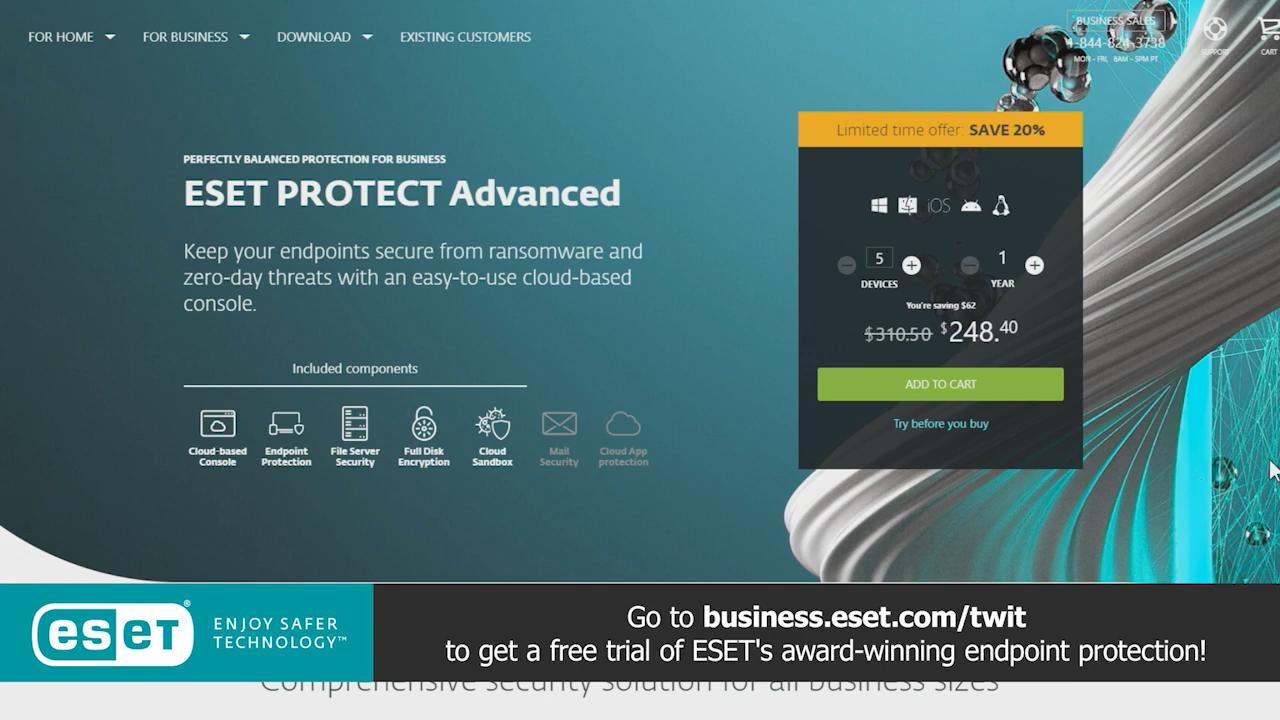 FOR HOME
FOR BUSINESS
DOWNLOAD
EXISTING CUSTOMERS
BUSINESS SALES
1-844-824-3738
MON - FRI, 6AM - 5PM PT
SUPPORT
CART
PERFECTLY BALANCED PROTECTION FOR BUSINESS
ESET PROTECT Advanced
Keep your endpoints secure from ransomware and
zero-day threats with an easy-to-use cloud-based
console.
Included components
Cloud-based
Console
Endpoint
Protection
File Server
Security
Full Disk
Encryption
Cloud
Sandbox
Mail
Security
Cloud App
protection
Limited time offer: SAVE 20%
iOS
5
DEVICES
1
YEAR
You're saving $62
$310.50 $248.40
ADD TO CART
Try before you buy
eset®
ENJOY SAFER
TECHNOLOGY™
Go to business.eset.com/twit
to get a free trial of ESET's award-winning endpoint protection!
Comprehensive security solution for all business sizes